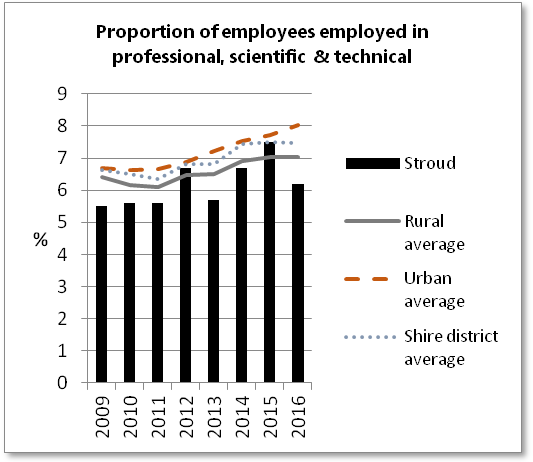 Proportion of employees employed in
professional, scientific & technical
9
8
7
6
5
4
3
2
1
0
%
2009
2010
2011
2012
2013
2014
2015
2016
Stroud
Rural
average
Urban
average
Shire district
average